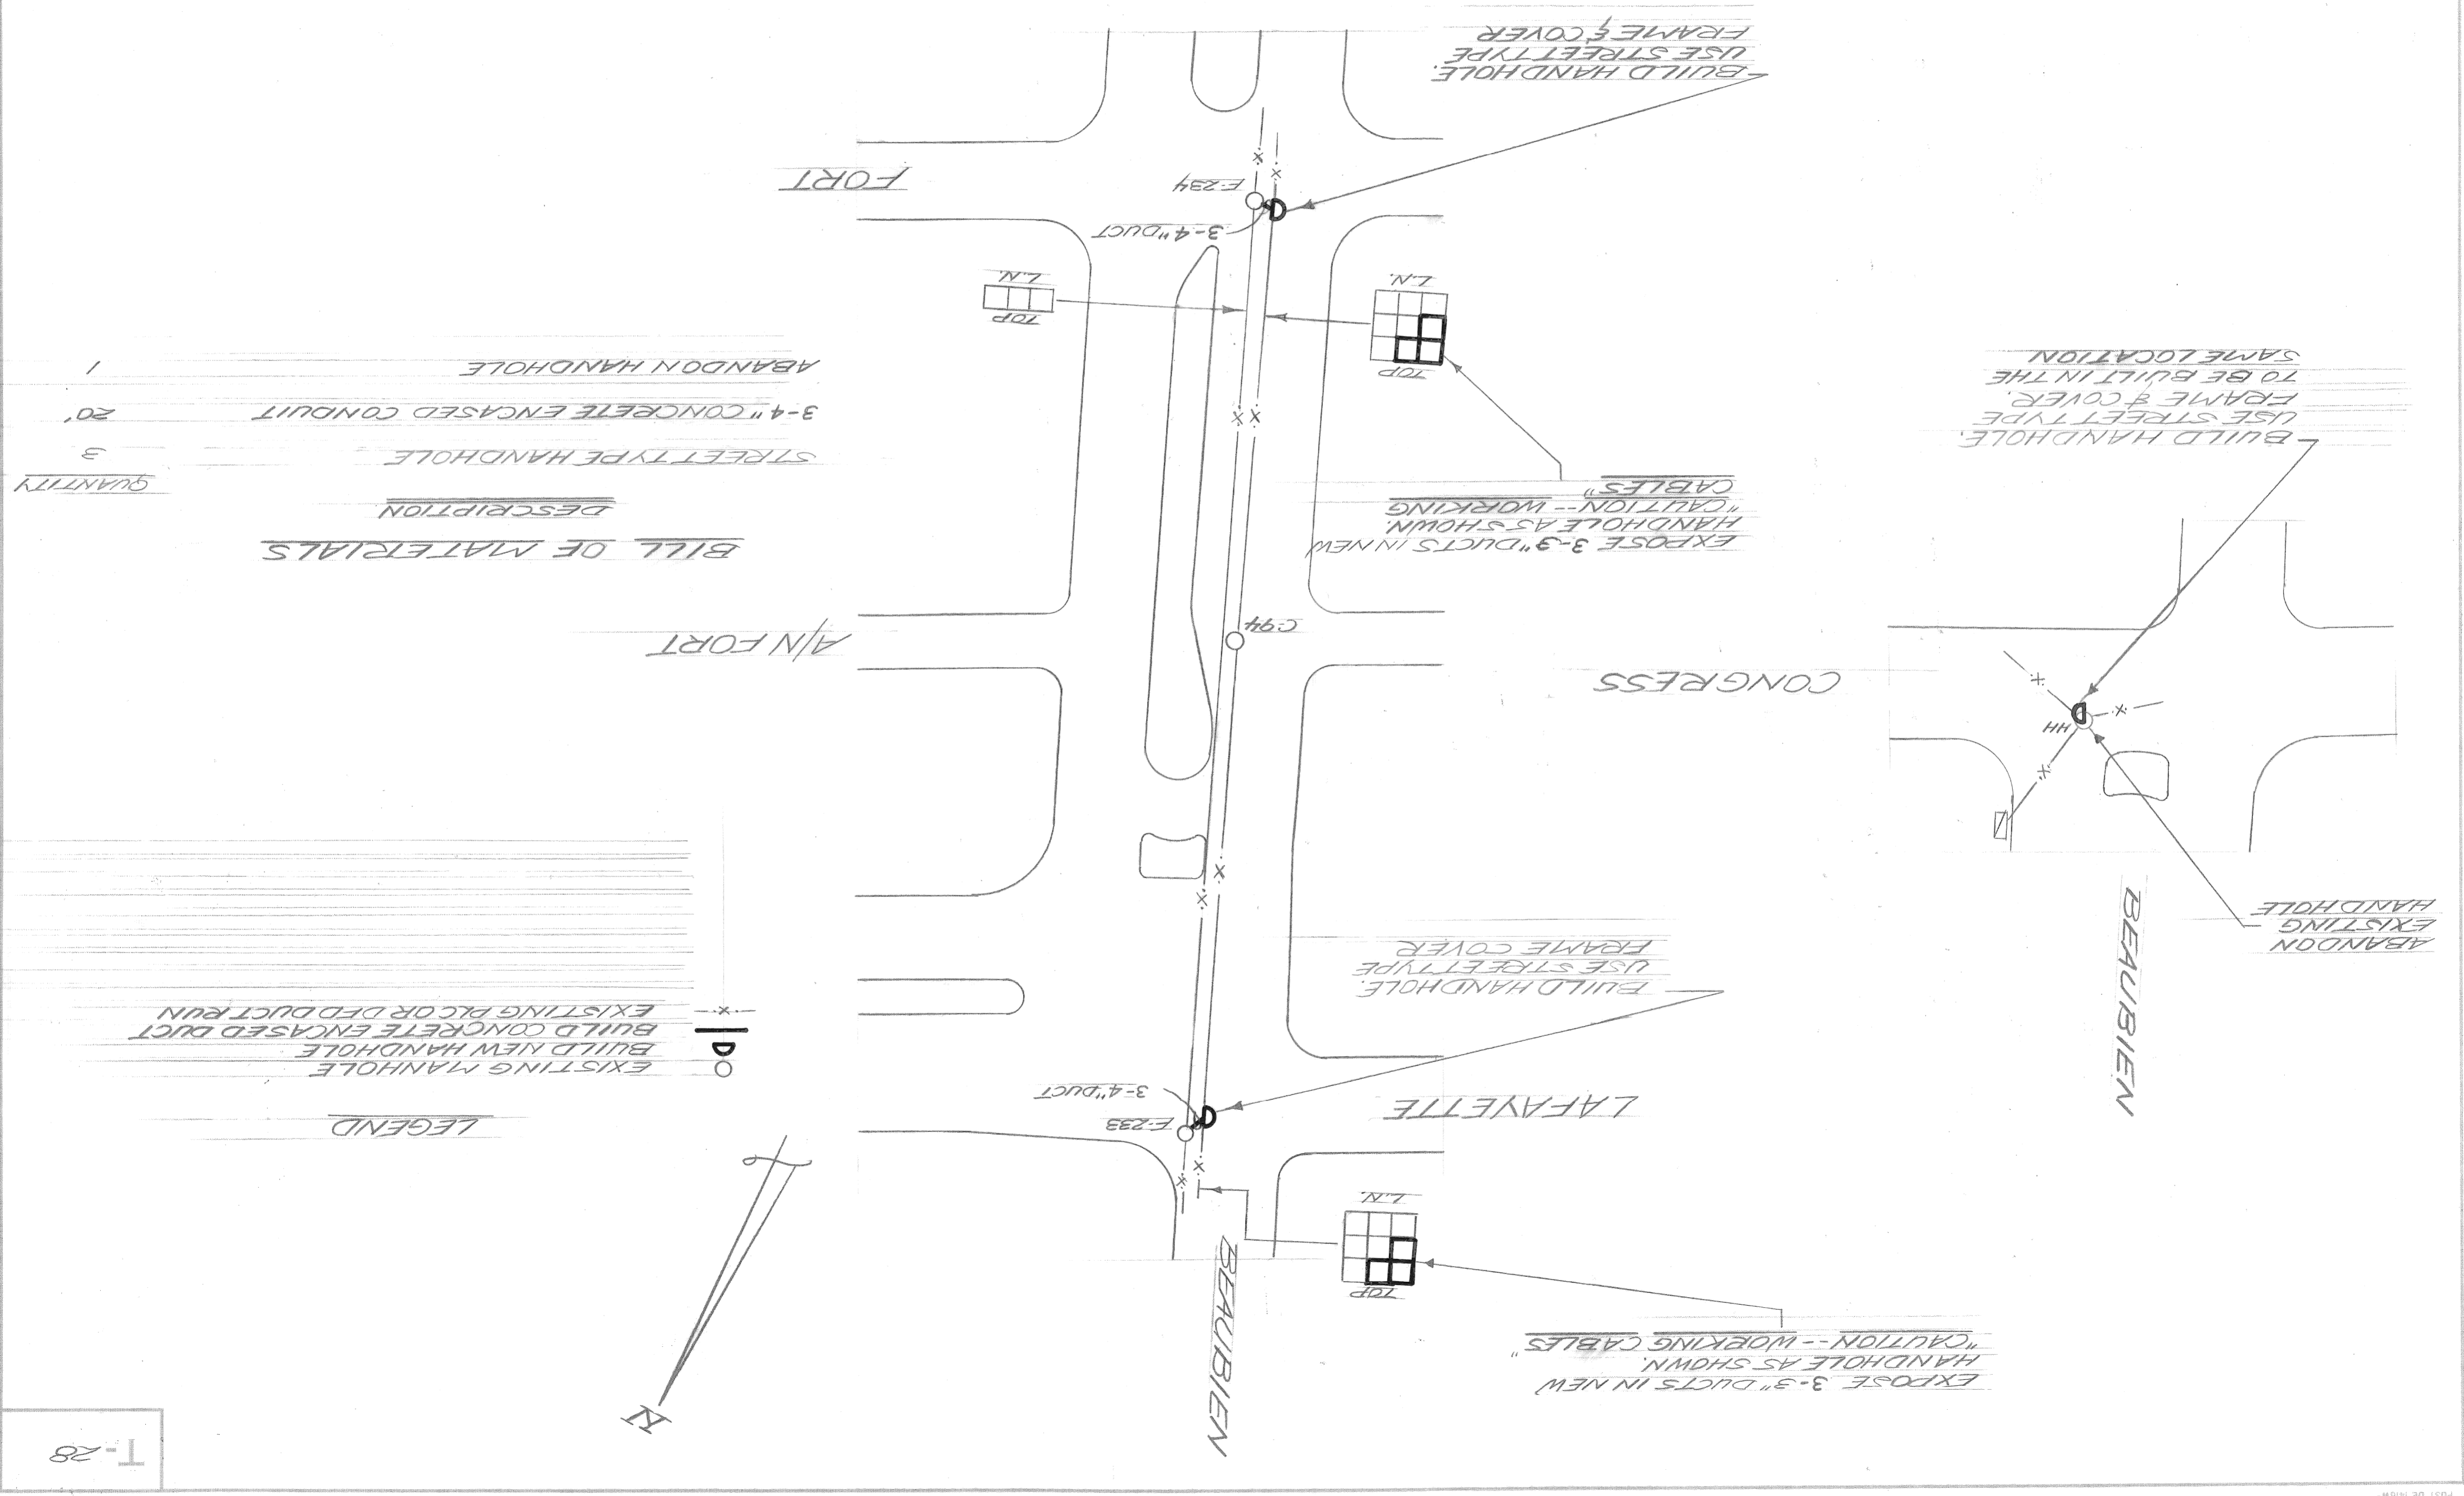 T-28
N
BEAUBIEN
EXPOSE 3-3" DUCTS IN NEW
HANDHOLE AS SHOWN.
"CAUTION -- WORKING CABLES"
TOP
L.N.
LAFAYETTE
E-233
3-4" DUCT
BUILD HANDHOLE.
USE STREET TYPE
FRAME COVER
LEGEND
EXISTING MANHOLE
BUILD NEW HANDHOLE
BUILD CONCRETE ENCASED DUCT
EXISTING PLC OR DED DUCT RUN
ABANDON
EXISTING
HANDHOLE
BEAUBIEN
HH
CONGRESS
BUILD HANDHOLE.
USE STREET TYPE
FRAME & COVER.
TO BE BUILT IN THE
SAME LOCATION
C-94
A/N FORT
EXPOSE 3-3" DUCTS IN NEW
HANDHOLE AS SHOWN.
"CAUTION -- WORKING
CABLES"
TOP
L.N.
TOP
L.N.
BILL OF MATERIALS
DESCRIPTION
QUANTITY
STREET TYPE HANDHOLE 3
3-4" CONCRETE ENCASED CONDUIT 20'
ABANDON HANDHOLE 1
3-4" DUCT
E-234
FORT
BUILD HANDHOLE.
USE STREET TYPE
FRAME & COVER